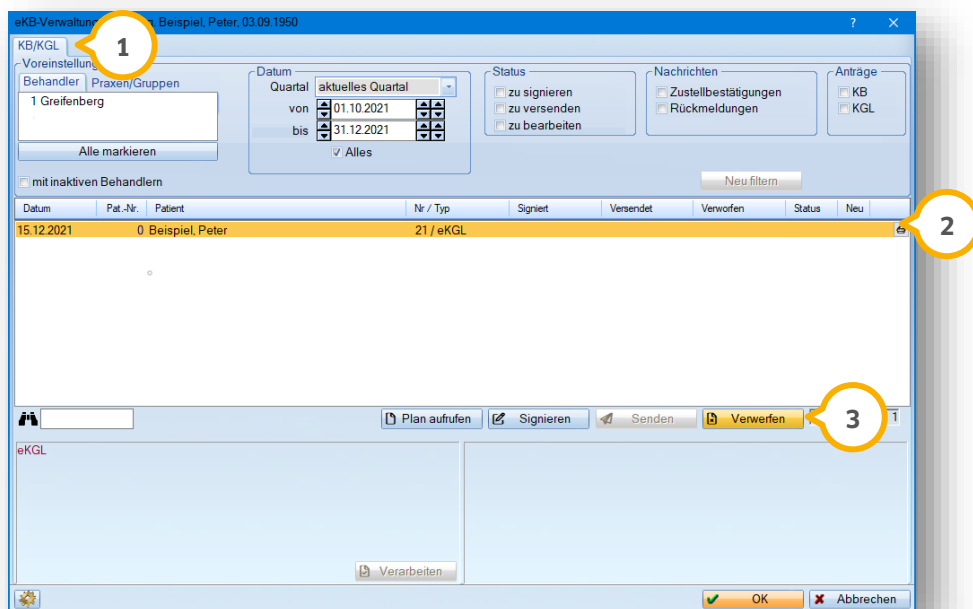 eKB-Verwaltung
, Beispiel, Peter, 03.09.1950
?
KB/KGL
1
Voreinstellung
Behandler Praxen/Gruppen
1 Greifenberg
Alle markieren
mit inaktiven Behandlern
Datum
Quartal aktuelles Quartal
von 01.10.2021
bis 31.12.2021
Alles
Status
zu signieren
zu versenden
zu bearbeiten
Nachrichten
Zustellbestätigungen
Rückmeldungen
Anträge
KB
KGL
Neu filtern
Datum Pat.-Nr. Patient Nr / Typ Signiert Versendet Verworfen Status Neu
15.12.2021 0 Beispiel, Peter 21 / eKGL
2
Plan aufrufen Signieren Senden Verwerfen 1
3
eKGL
Verarbeiten
OK Abbrechen